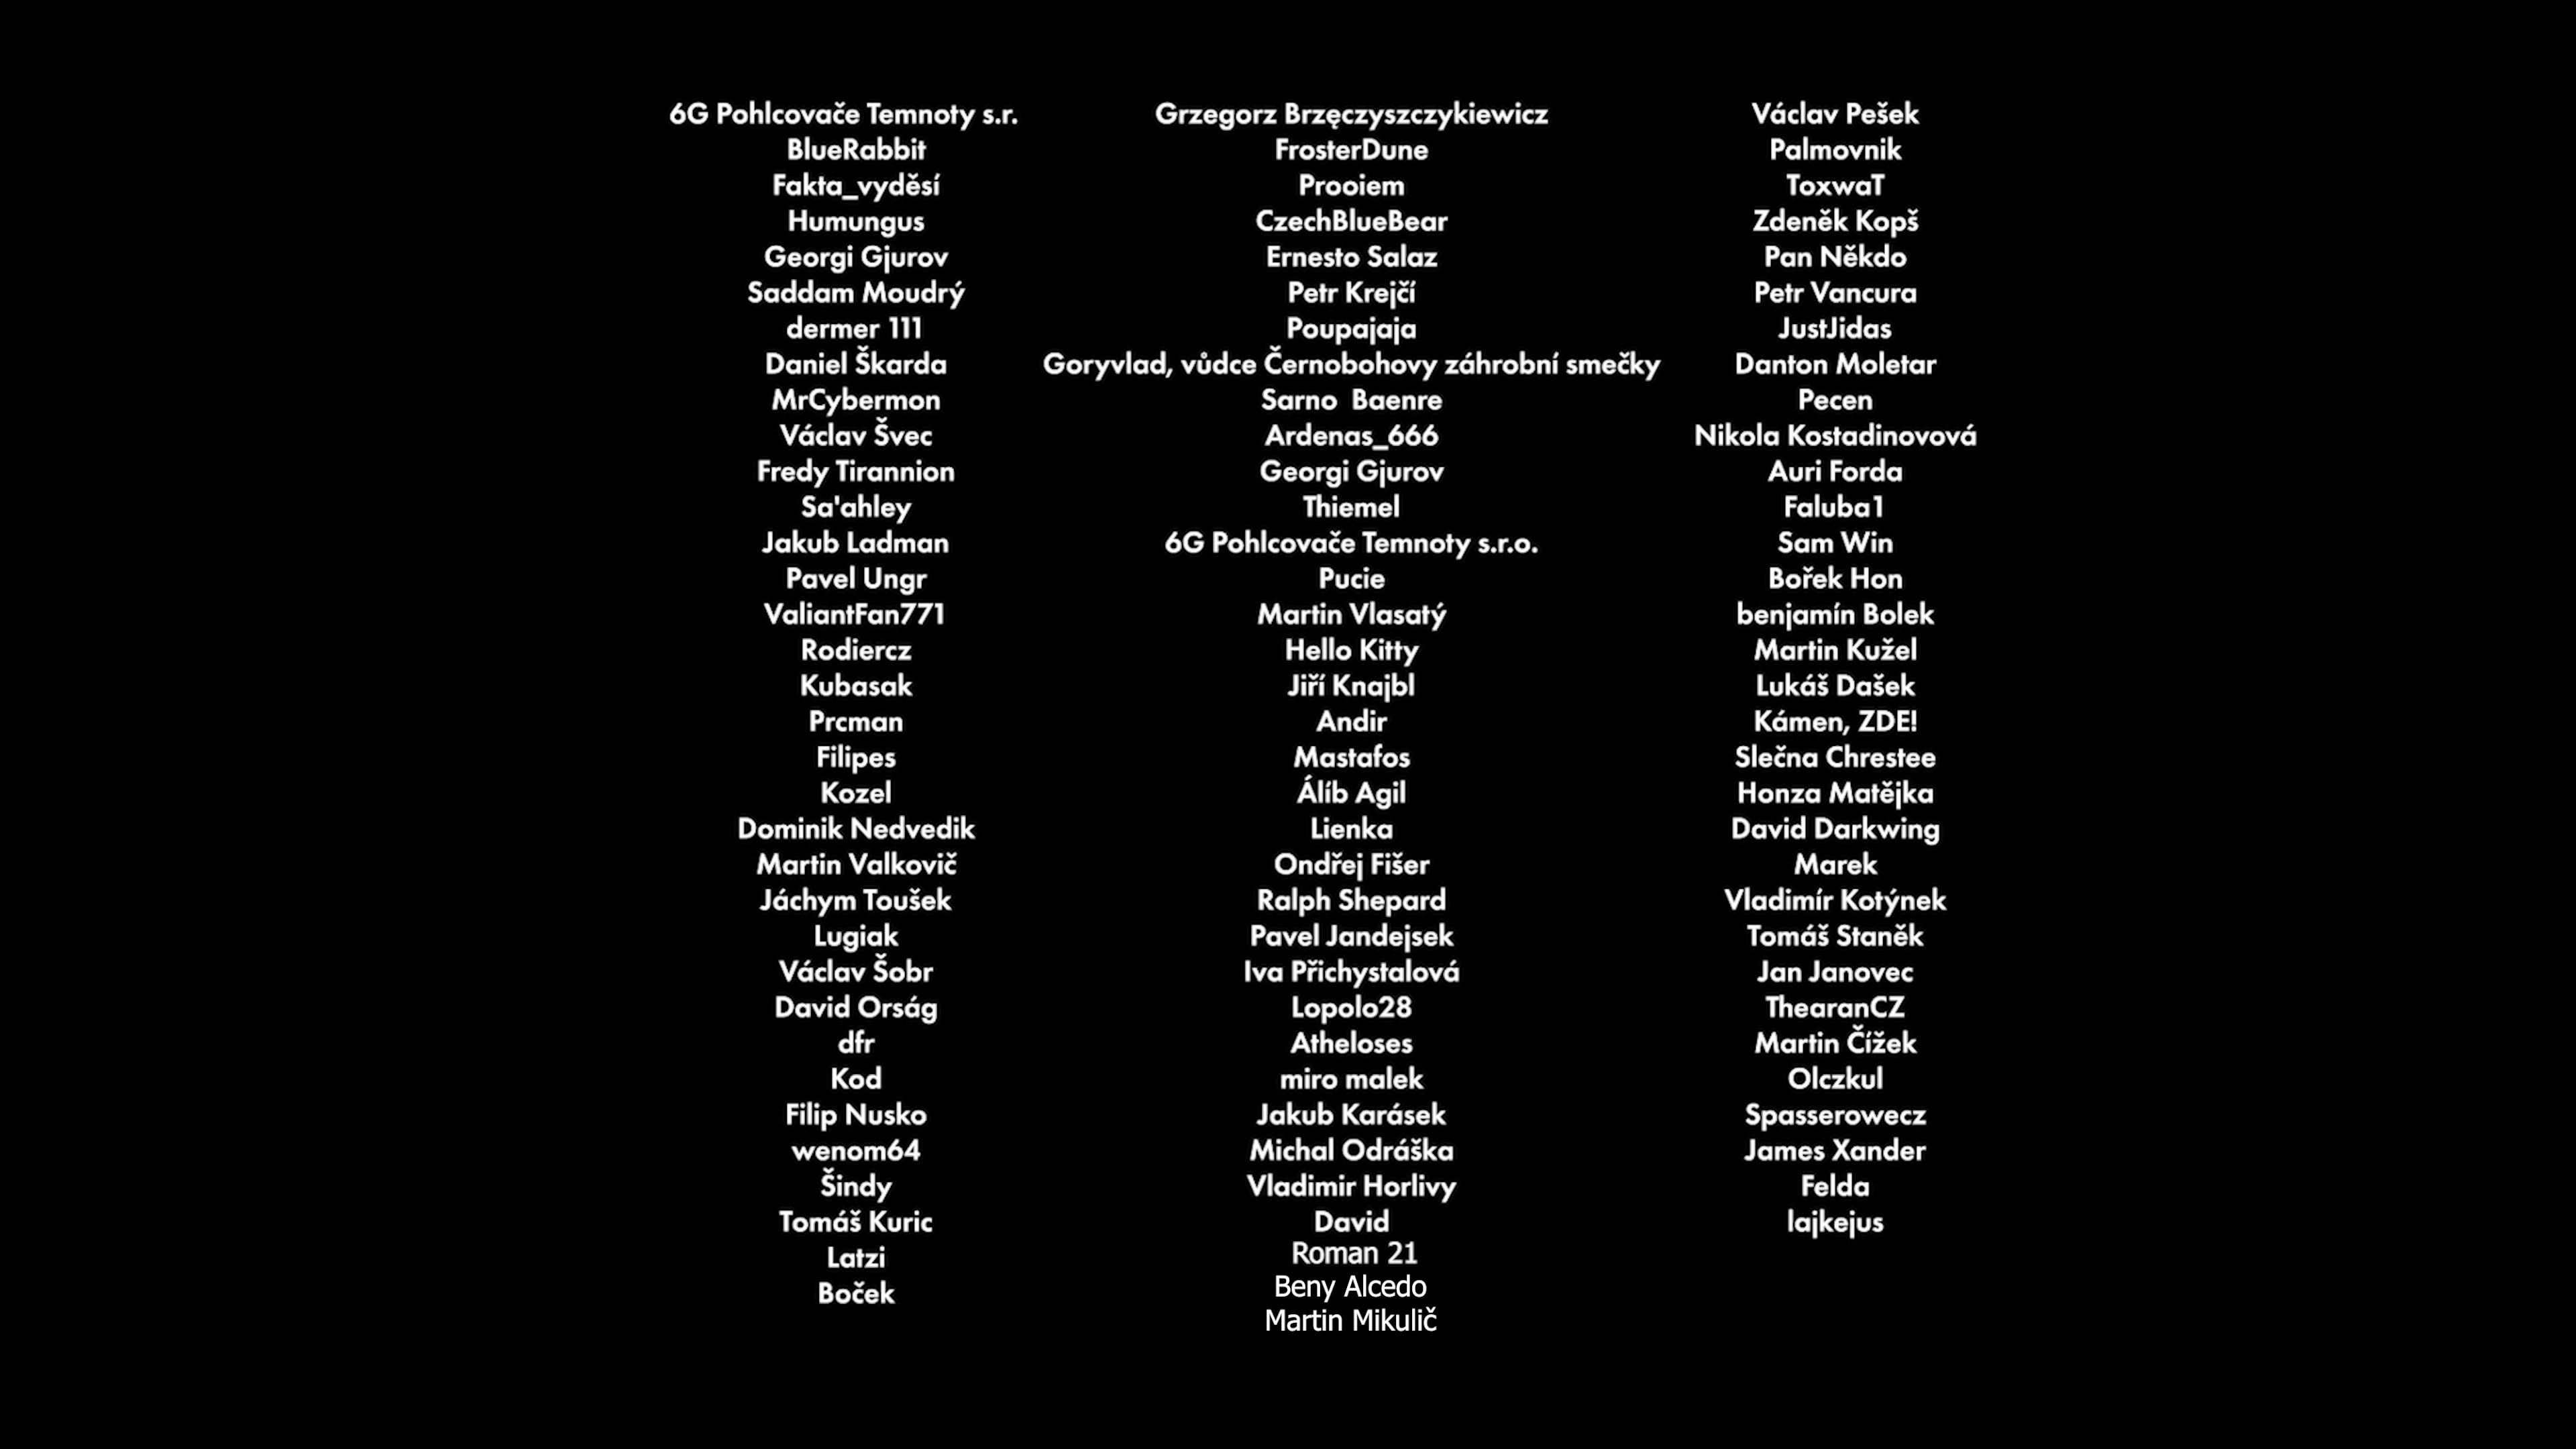 6G Pohlcovače Temnoty s.r.
BlueRabbit
Fakta_vyděsí
Humungus
Georgi Gjurov
Saddam Moudrý
dermer 111
Daniel Škarda
MrCybermon
Václav Švec
Fredy Tirannion
Sa'ahley
Jakub Ladman
Pavel Ungr
ValiantFan771
Rodiercz
Kubasak
Prcman
Filipes
Kozel
Dominik Nedvedik
Martin Valkovič
Jáchym Toušek
Lugiak
Václav Šobr
David Orság
dfr
Kod
Filip Nusko
wenom64
Šindy
Tomáš Kuric
Latzi
Boček
Grzegorz Brzęczyszczykiewicz
FrosterDune
Prooiem
CzechBlueBear
Ernesto Salaz
Petr Krejčí
Poupajaja
Goryvlad, vůdce Černobohovy záhrobní smečky
Sarno  Baenre
Ardenas_666
Georgi Gjurov
Thiemel
6G Pohlcovače Temnoty s.r.o.
Pucie
Martin Vlasatý
Hello Kitty
Jiří Knajbl
Andir
Mastafos
Álíb Agil
Lienka
Ondřej Fišer
Ralph Shepard
Pavel Jandejsek
Iva Přichystalová
Lopolo28
Atheloses
miro malek
Jakub Karásek
Michal Odráška
Vladimir Horlivy
David
Roman 21
Beny Alcedo
Martin Mikulič
Václav Pešek
Palmovnik
ToxwaT
Zdeněk Kopš
Pan Někdo
Petr Vancura
JustJidas
Danton Moletar
Pecen
Nikola Kostadinovová
Auri Forda
Faluba1
Sam Win
Bořek Hon
benjamín Bolek
Martin Kužel
Lukáš Dašek
Kámen, ZDE!
Slečna Chrestee
Honza Matějka
David Darkwing
Marek
Vladimír Kotýnek
Tomáš Staněk
Jan Janovec
ThearanCZ
Martin Čížek
Olczkul
Spasserowecz
James Xander
Felda
lajkejus